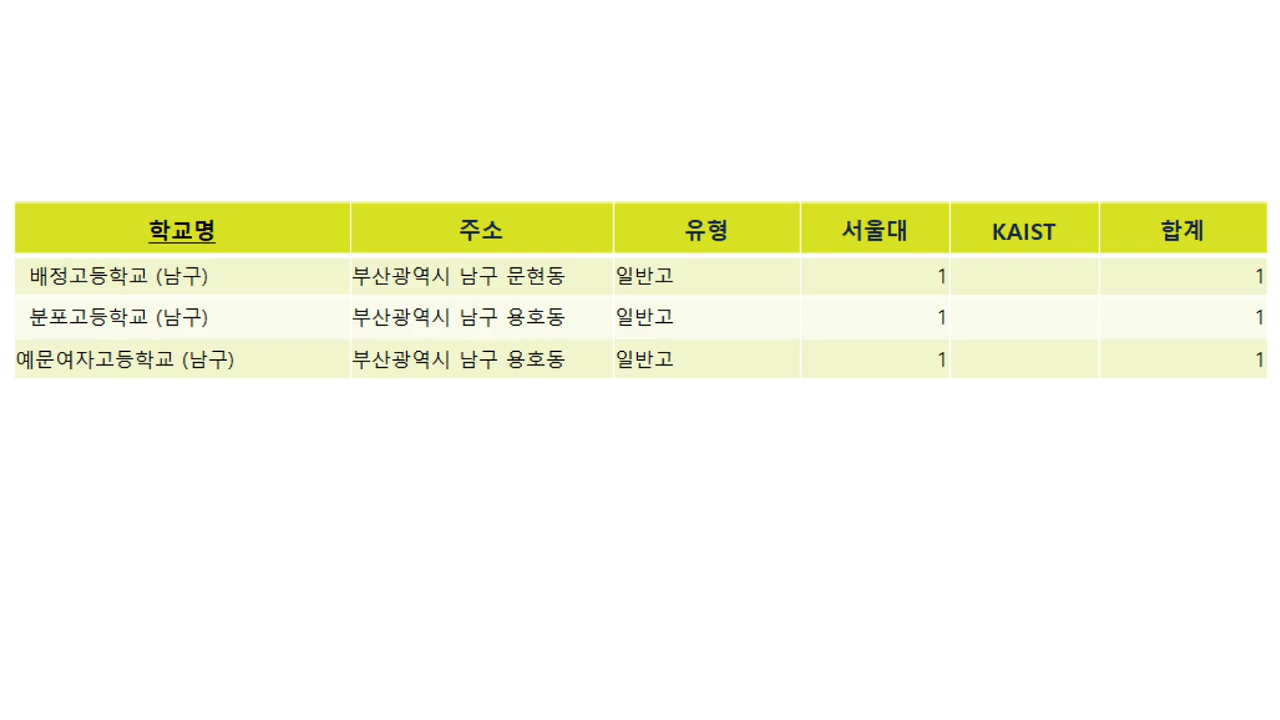 학교명 주소 유형 서울대 KAIST 합계
배정고등학교 (남구) 부산광역시 남구 문현동 일반고 1 1
분포고등학교 (남구) 부산광역시 남구 용호동 일반고 1 1
예문여자고등학교 (남구) 부산광역시 남구 용호동 일반고 1 1